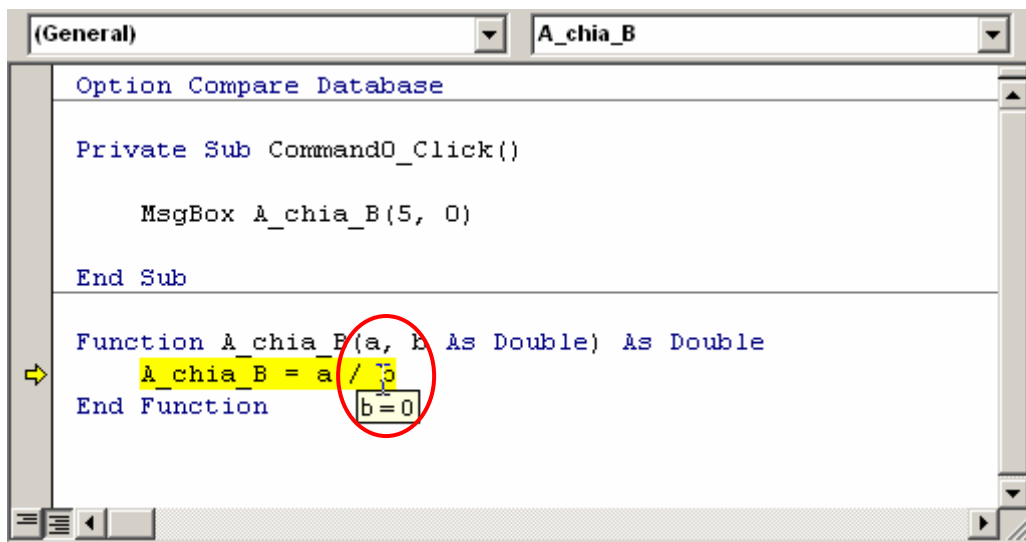 (General) A_chia_B
Option Compare Database
Private Sub Command0_Click()
MsgBox A_chia_B(5, 0)
End Sub
Function A_chia_B(a, b As Double) As Double
A_chia_B = a / b
End Function
b=0